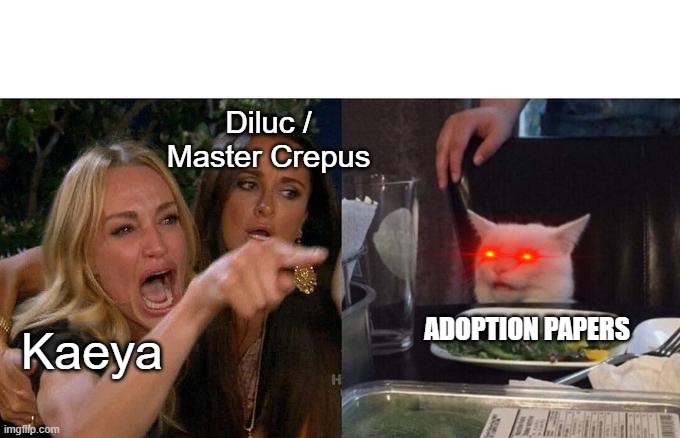 Diluc /
Master Crepus
Kaeya
ADOPTION PAPERS
imgflip.com